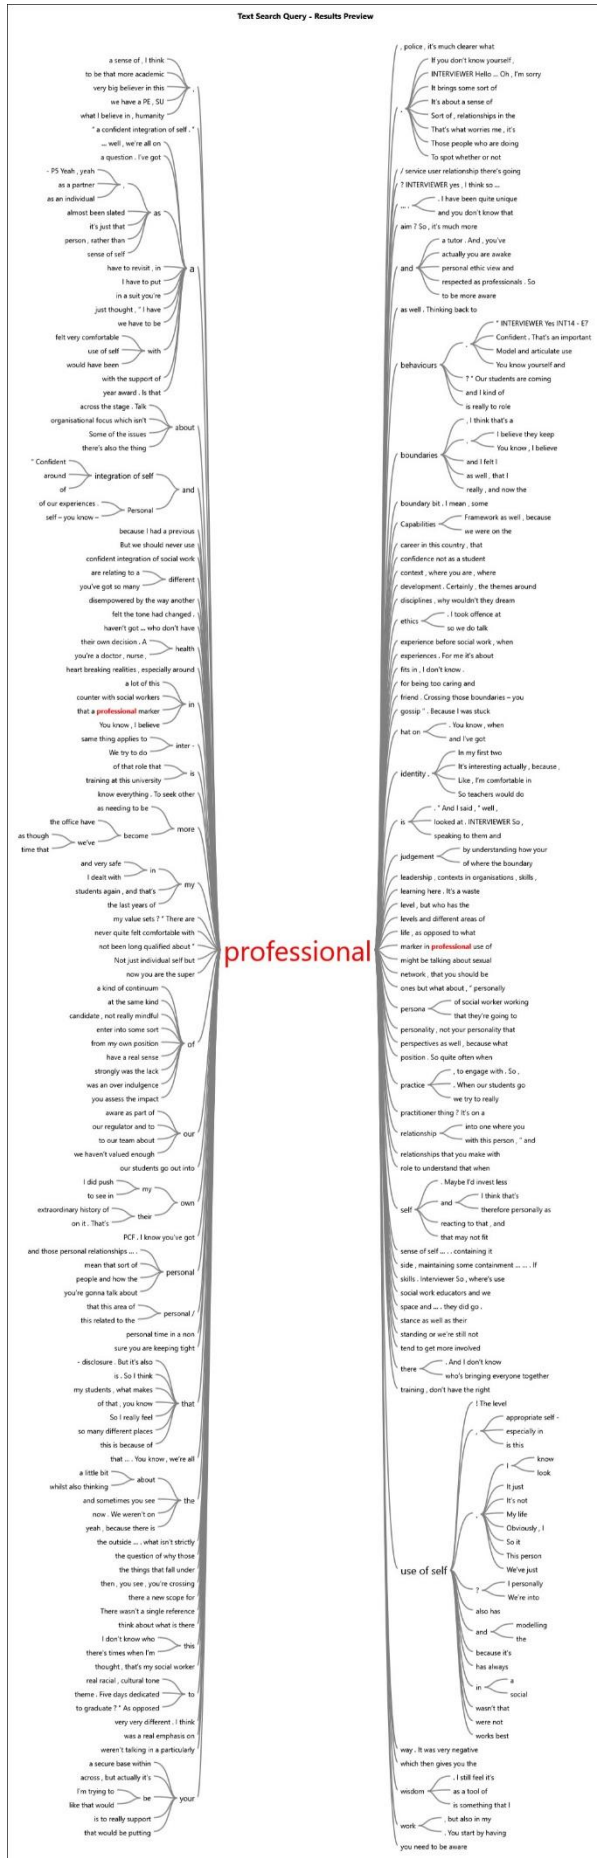 Text Search Query - Results Preview
a sense of , I think
to be that more academic
very big believer in this
we have a PE , SU
what I believe in , humanity
,
" a confident integration of self . "
... well , we're all on
a question . I've got
- P5 Yeah , yeah
as a partner
as an individual
,
almost been slated
it's just that
person , rather than
sense of self
as
have to revisit , in
I have to put
in a suit you're
just thought , " I have
we have to be
a
felt very comfortable
use of self
would have been
with
with the support of
year award . Is that
across the stage . Talk
organisational focus which isn't
Some of the issues
there's also the thing
about
" Confident
around
of
integration of self
and
of our experiences .
self – you know –
Personal
because I had a previous
But we should never use
confident integration of social work
are relating to a
you've got so many
different
disempowered by the way another
felt the tone had changed .
haven't got ... who don't have
their own decision . A
you're a doctor , nurse ,
health
heart breaking realities , especially around
a lot of this
counter with social workers
that a professional marker
You know , I believe
in
same thing applies to
We try to do
inter -
of that role that
training at this university
is
know everything . To seek other
as needing to be
the office have
as though
time that
we've
become
more
and very safe
I dealt with
in
students again , and that's
the last years of
my
my value sets ? " There are
never quite felt comfortable with
not been long qualified about "
Not just individual self but
now you are the super
a kind of continuum
at the same kind
candidate , not really mindful
enter into some sort
from my own position
have a real sense
strongly was the lack
was an over indulgence
you assess the impact
of
aware as part of
our regulator and to
to our team about
we haven't valued enough
our
our students go out into
I did push
to see in
my
extraordinary history of
on it . That's
their
own
PCF . I know you've got
and those personal relationships ... .
mean that sort of
people and how the
you're gonna talk about
personal
that this area of
this related to the
personal /
personal time in a non
sure you are keeping tight
- disclosure . But it's also
is . So I think
my students , what makes
of that , you know
So I really feel
so many different places
this is because of
that
that ... . You know , we're all
a little bit
whilst also thinking
about
and sometimes you see
now . We weren't on
yeah , because there is
the
the outside ... . what isn't strictly
the question of why those
the things that fall under
then , you see , you're crossing
there a new scope for
There wasn't a single reference
think about what is there
I don't know who
there's times when I'm
this
thought , that's my social worker
real racial , cultural tone
theme . Five days dedicated
to graduate ? " As opposed
to
very very different . I think
was a real emphasis on
weren't talking in a particularly
a secure base within
across , but actually it's
I'm trying to
like that would
be
is to really support
that would be putting
your
professional
, police , it's much clearer what
.
If you don't know yourself ,
INTERVIEWER Hello ... Oh , I'm sorry
It brings some sort of
It's about a sense of
Sort of , relationships in the
That's what worries me , it's
Those people who are doing
To spot whether or not
/ service user relationship there's going
? INTERVIEWER yes , I think so ...
... .
. I have been quite unique
and you don't know that
aim ? So , it's much more
and
a tutor . And , you've
actually you are awake
personal ethic view and
respected as professionals . So
to be more aware
as well . Thinking back to
behaviours
.
" INTERVIEWER Yes INT14 - E7
Confident . That's an important
Model and articulate use
You know yourself and
? " Our students are coming
and I kind of
is really to role
boundaries
, I think that's a
.
I believe they keep
You know , I believe
and I felt I
as well , that I
really , and now the
boundary bit . I mean , some
Capabilities
Framework as well , because
we were on the
career in this country , that
confidence not as a student
context , where you are , where
development . Certainly , the themes around
disciplines , why wouldn't they dream
ethics
. I took offence at
so we do talk
experience before social work , when
experiences . For me it's about
fits in , I don't know .
for being too caring and
friend . Crossing those boundaries – you
gossip " . Because I was stuck
hat on
. You know , when
and I've got
identity .
In my first two
It's interesting actually , because ,
Like , I'm comfortable in
So teachers would do
is
. " And I said , " well ,
looked at . INTERVIEWER So ,
speaking to them and
judgement
by understanding how your
of where the boundary
leadership , contexts in organisations , skills ,
learning here . It's a waste
level , but who has the
levels and different areas of
life , as opposed to what
marker in professional use of
might be talking about sexual
network , that you should be
ones but what about , " personally
persona
of social worker working
that they're going to
personality , not your personality that
perspectives as well , because what
position . So quite often when
practice
, to engage with . So ,
. When our students go
we try to really
practitioner thing ? It's on a
relationship
into one where you
with this person , " and
relationships that you make with
role to understand that when
self
. Maybe I'd invest less
and
I think that's
therefore personally as
reacting to that , and
that may not fit
sense of self ... . . containing it
side , maintaining some containment ... ... . If
skills . Interviewer So , where's use
social work educators and we
space and ... . they did go .
stance as well as their
standing or we're still not
tend to get more involved
there
. And I don't know
who's bringing everyone together
training , don't have the right
use of self
! The level
,
appropriate self -
especially in
is this
.
I
know
look
It just
It's not
My life
Obviously , I
So it
This person
We've just
?
I personally
We're into
also has
and
modelling
the
because it's
has always
in
a
social
wasn't that
were not
works best
way . It was very negative
which then gives you the
wisdom
. I still feel it's
as a tool of
is something that I
work
, but also in my
. You start by having
you need to be aware